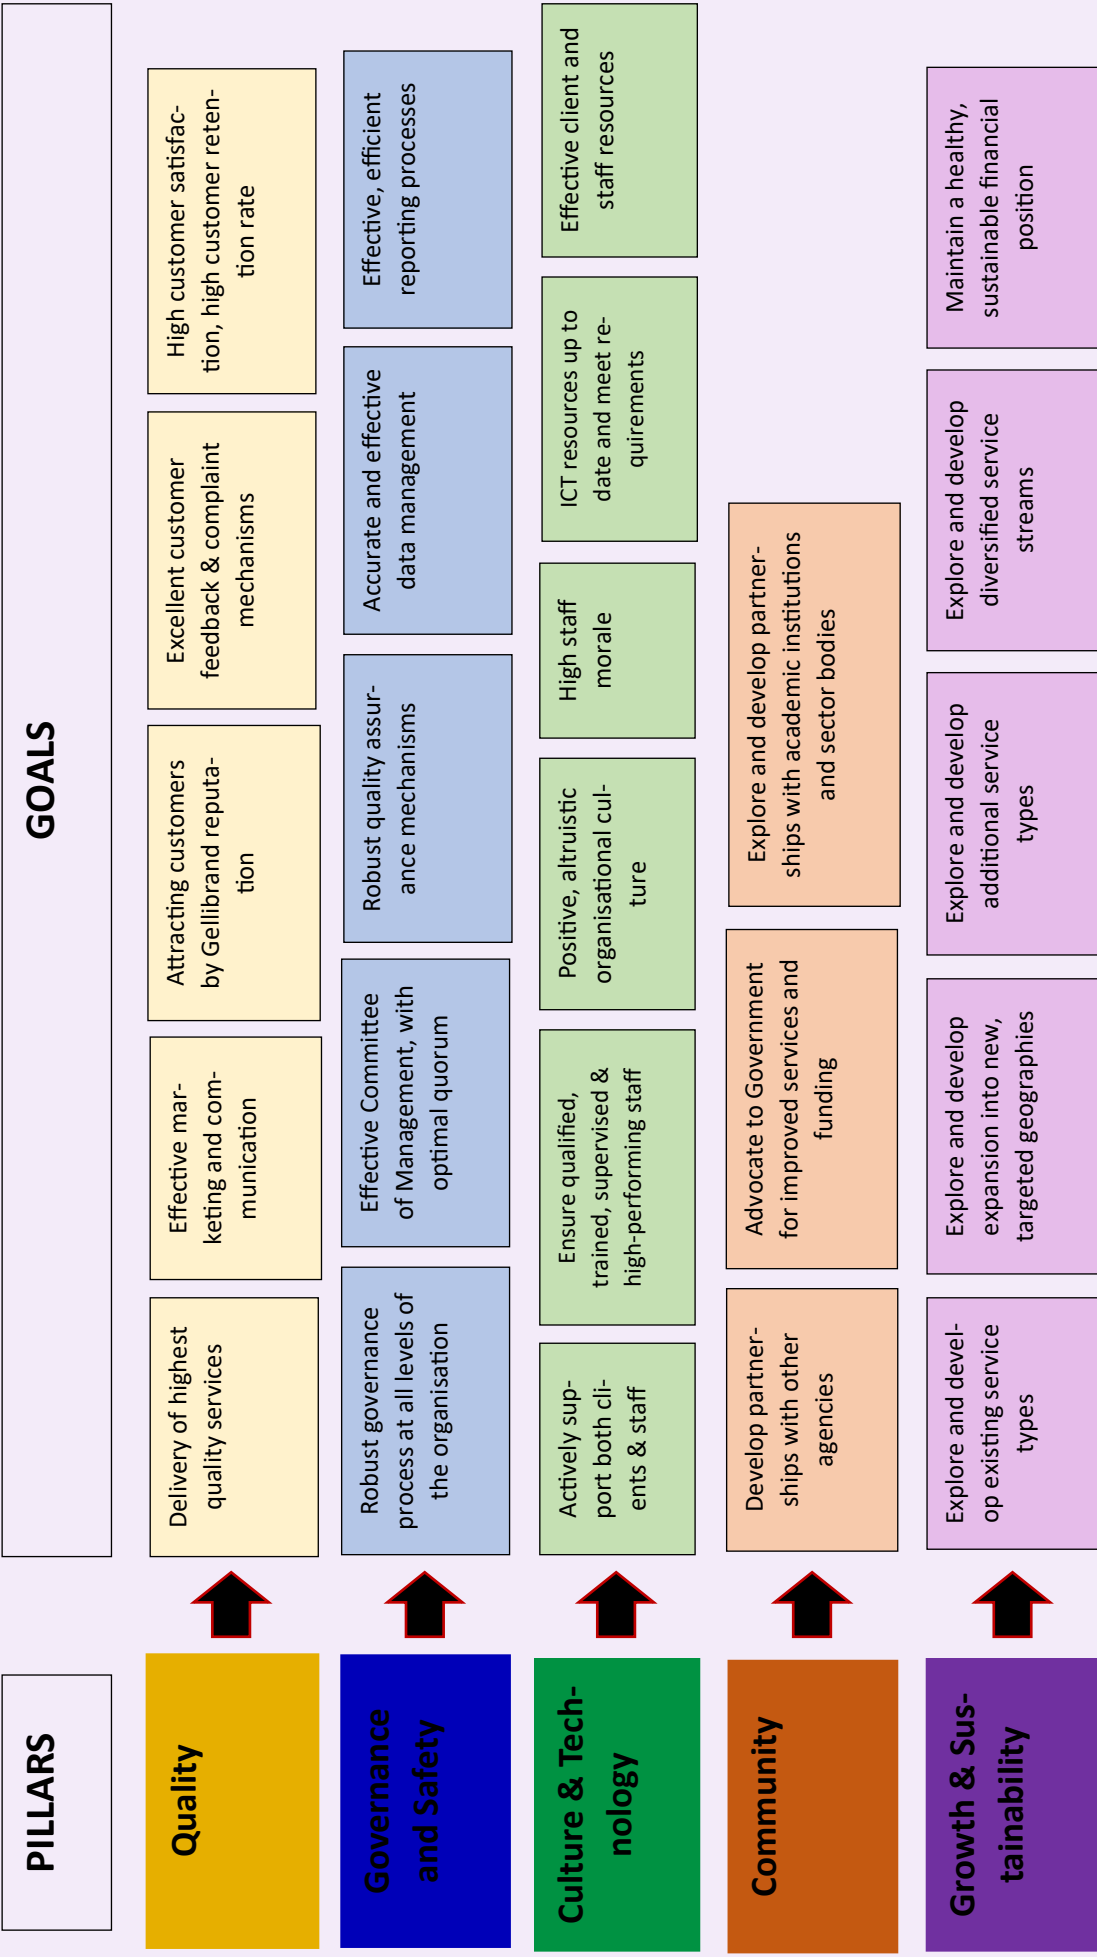 PILLARS
GOALS
Quality
Delivery of highest
quality services
Effective mar-
keting and com-
munication
Attracting customers
by Gellibrand reputa-
tion
Excellent customer
feedback & complaint
mechanisms
High customer satisfac-
tion, high customer reten-
tion rate
Governance
and Safety
Robust governance
process at all levels of
the organisation
Effective Committee
of Management, with
optimal quorum
Robust quality assur-
ance mechanisms
Accurate and effective
data management
Effective, efficient
reporting processes
Culture & Tech-
nology
Actively sup-
port both cli-
ents & staff
Ensure qualified,
trained, supervised &
high-performing staff
Positive, altruistic
organisational cul-
ture
High staff
morale
ICT resources up to
date and meet re-
quirements
Effective client and
staff resources
Community
Develop partner-
ships with other
agencies
Advocate to Government
for improved services and
funding
Explore and develop partner-
ships with academic institutions
and sector bodies
Growth & Sus-
tainability
Explore and devel-
op existing service
types
Explore and develop
expansion into new,
targeted geographies
Explore and develop
additional service
types
Explore and develop
diversified service
streams
Maintain a healthy,
sustainable financial
position